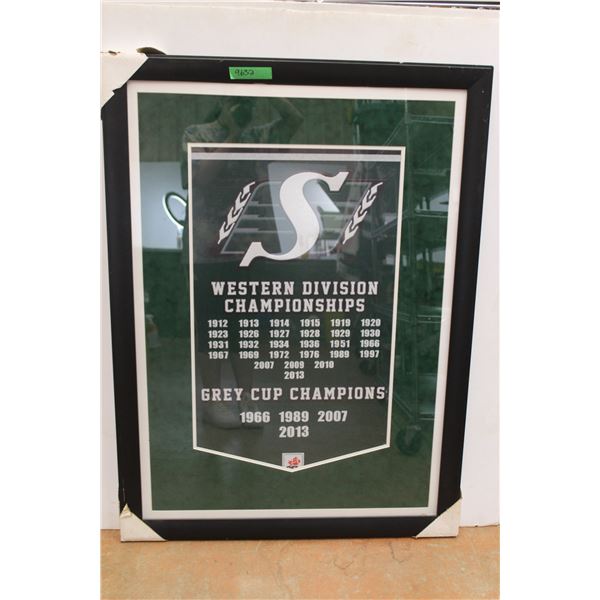 9652
S
WESTERN DIVISION
CHAMPIONSHIPS
1912 1913 1914 1915 1919 1920
1923 1926 1927 1928 1929 1930
1931 1932 1934 1936 1951 1966
1967 1969 1972 1976 1989 1997
2007 2009 2010
2013
GREY CUP CHAMPIONS
1966 1989 2007
2013